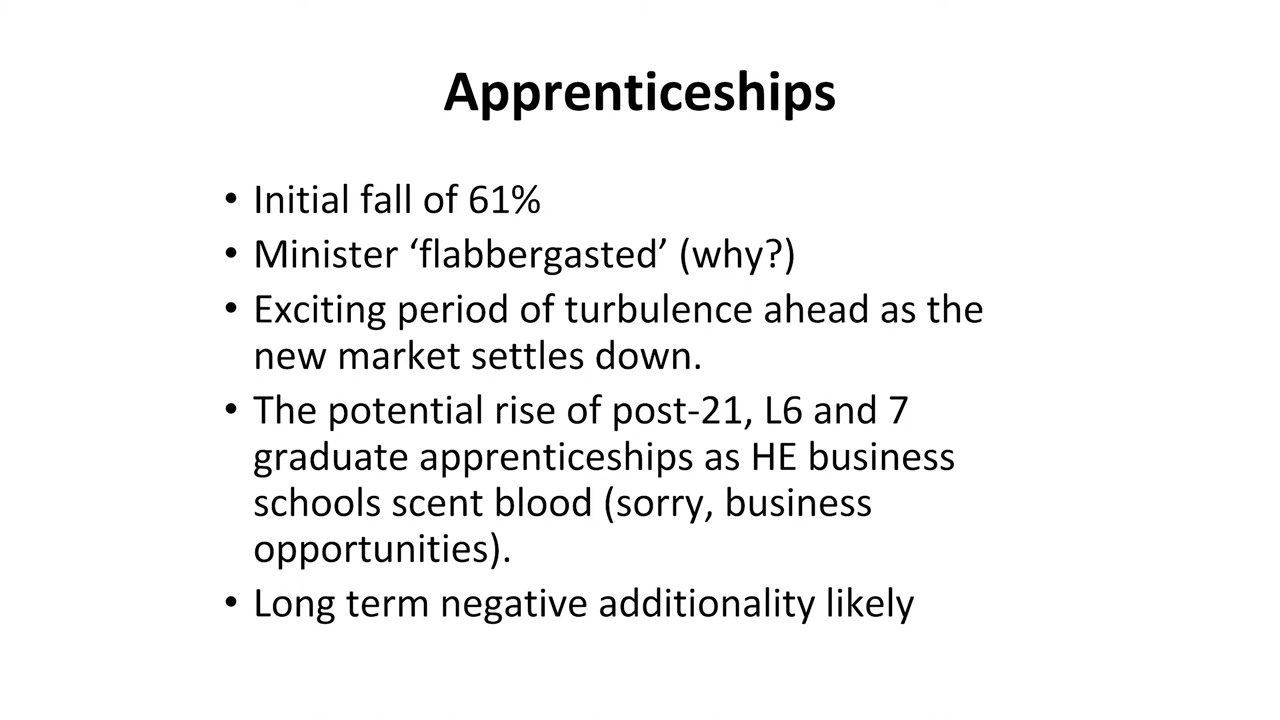 Apprenticeships
• Initial fall of 61%
• Minister ‘flabbergasted’ (why?)
• Exciting period of turbulence ahead as the
new market settles down.
• The potential rise of post-21, L6 and 7
graduate apprenticeships as HE business
schools scent blood (sorry, business
opportunities).
• Long term negative additionality likely